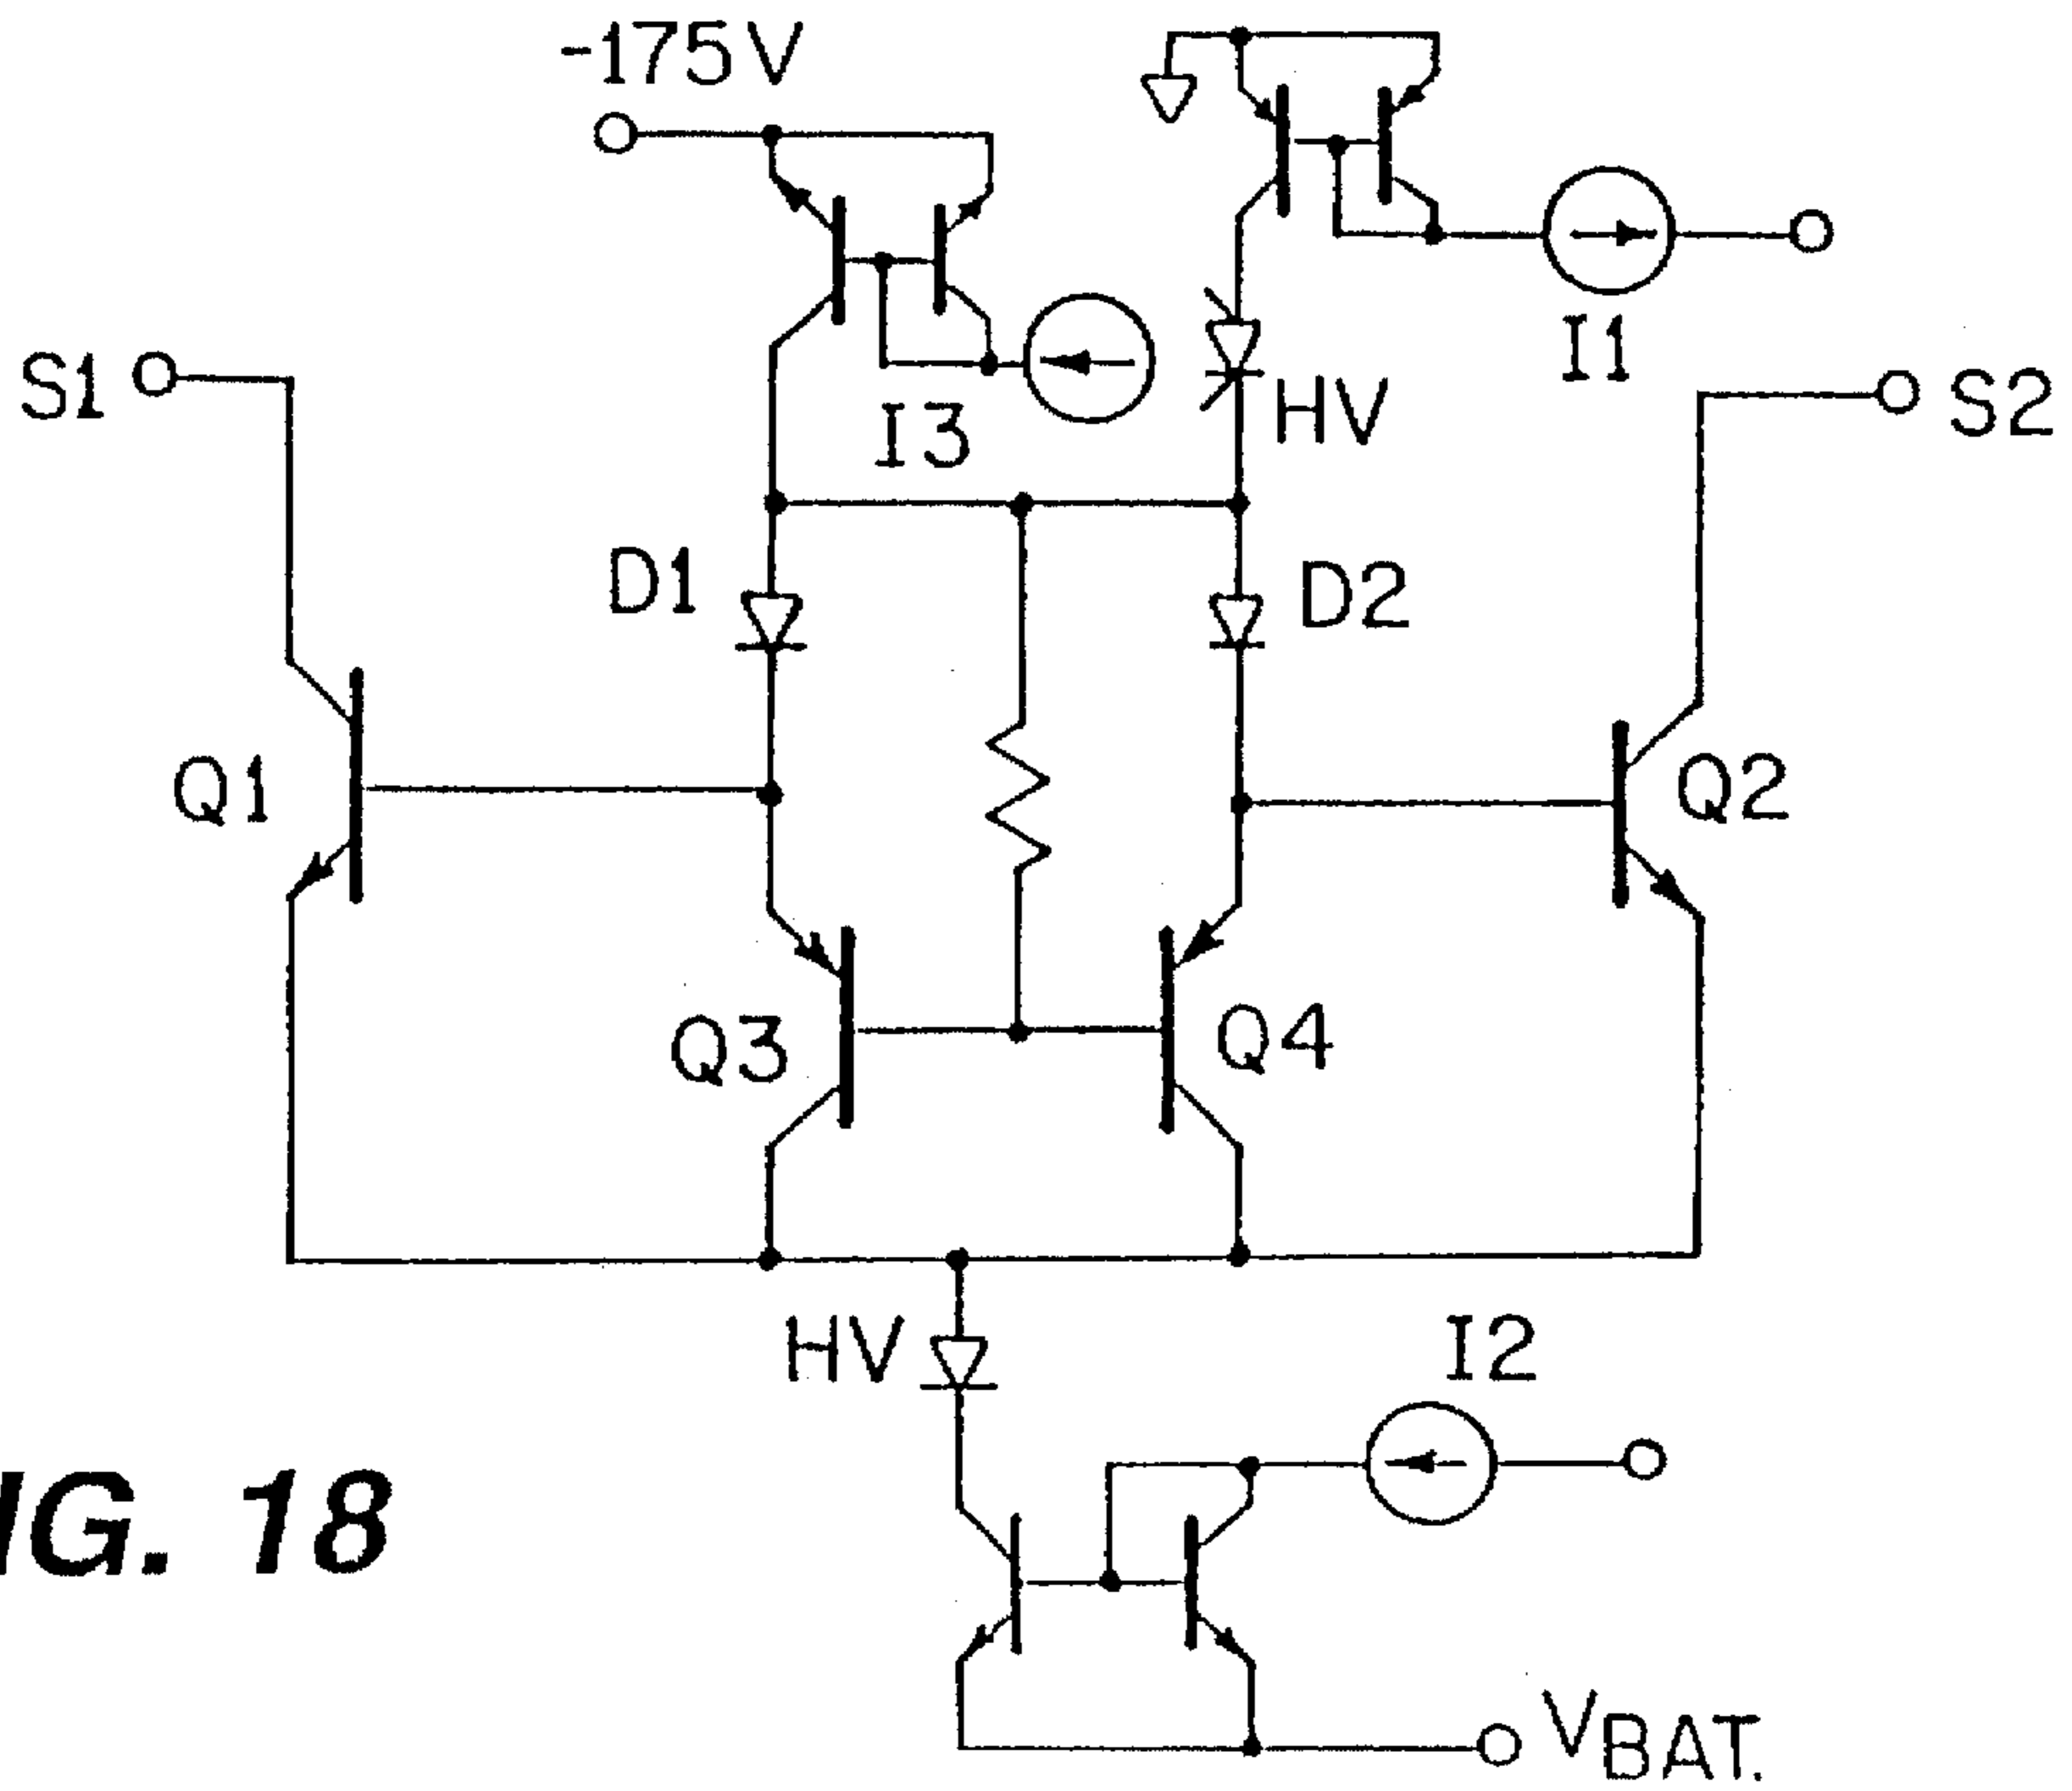 -175V
I1
S1
I3
HV
S2
D1
D2
Q1
Q2
Q3
Q4
HV
I2
IG. 18
VBAT.